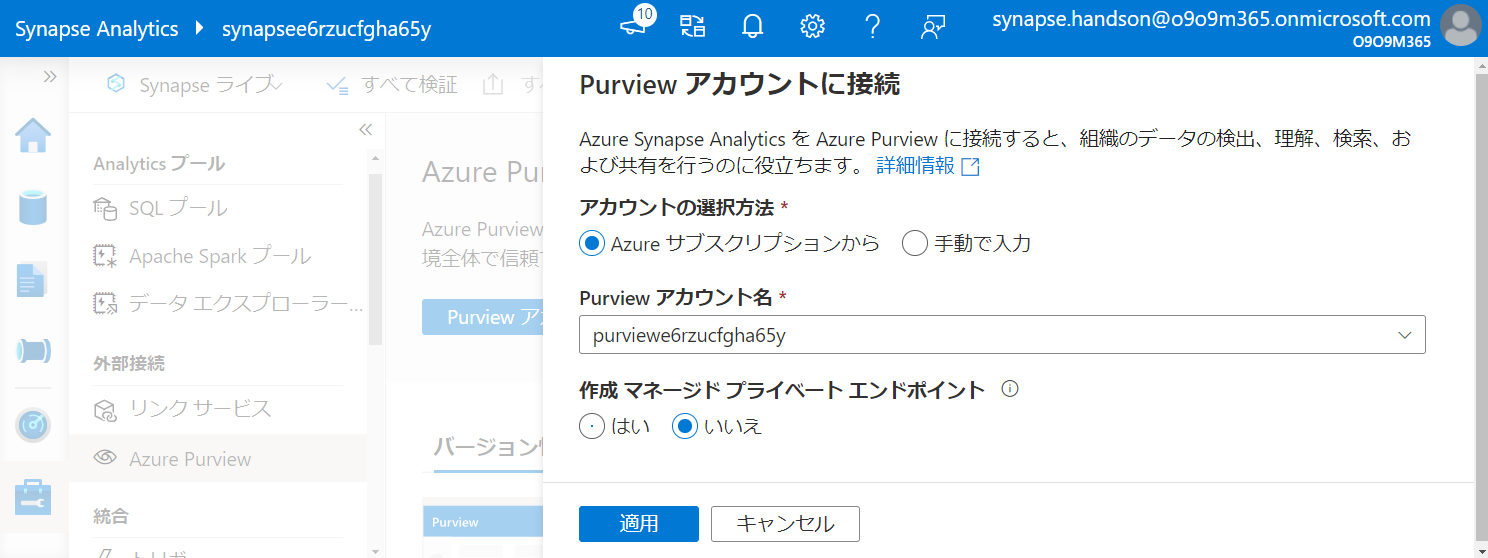 Synapse Analytics
synapsee6rzucfgha65y
10
synapse.handson@o9o9m365.onmicrosoft.com
O9O9M365
Synapse ライブ
すべて検証
す
Analytics プール
SQL プール
Apache Spark プール
データ エクスプローラー...
外部接続
リンク サービス
Azure Purview
統合
トリガ
Azure Pu
Azure Purview
境全体で信頼
Purview ア
バージョン
Purview
Purview アカウントに接続
Azure Synapse Analytics を Azure Purview に接続すると、組織のデータの検出、理解、検索、お
よび共有を行うのに役立ちます。 詳細情報
アカウントの選択方法 *
Azure サブスクリプションから
手動で入力
Purview アカウント名 *
purviewe6rzucfgha65y
作成 マネージド プライベート エンドポイント
はい
いいえ
適用
キャンセル